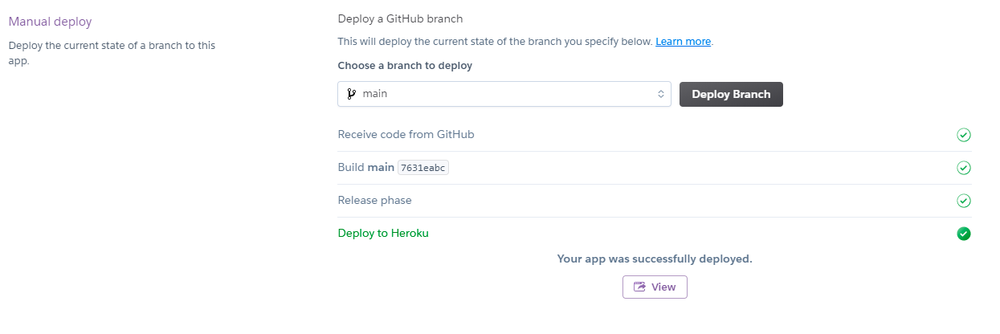 Manual deploy
Deploy the current state of a branch to this
app.
Deploy a GitHub branch
This will deploy the current state of the branch you specify below. Learn more.
Choose a branch to deploy
main
Deploy Branch
Receive code from GitHub
Build main 7631eabc
Release phase
Deploy to Heroku
Your app was successfully deployed.
View